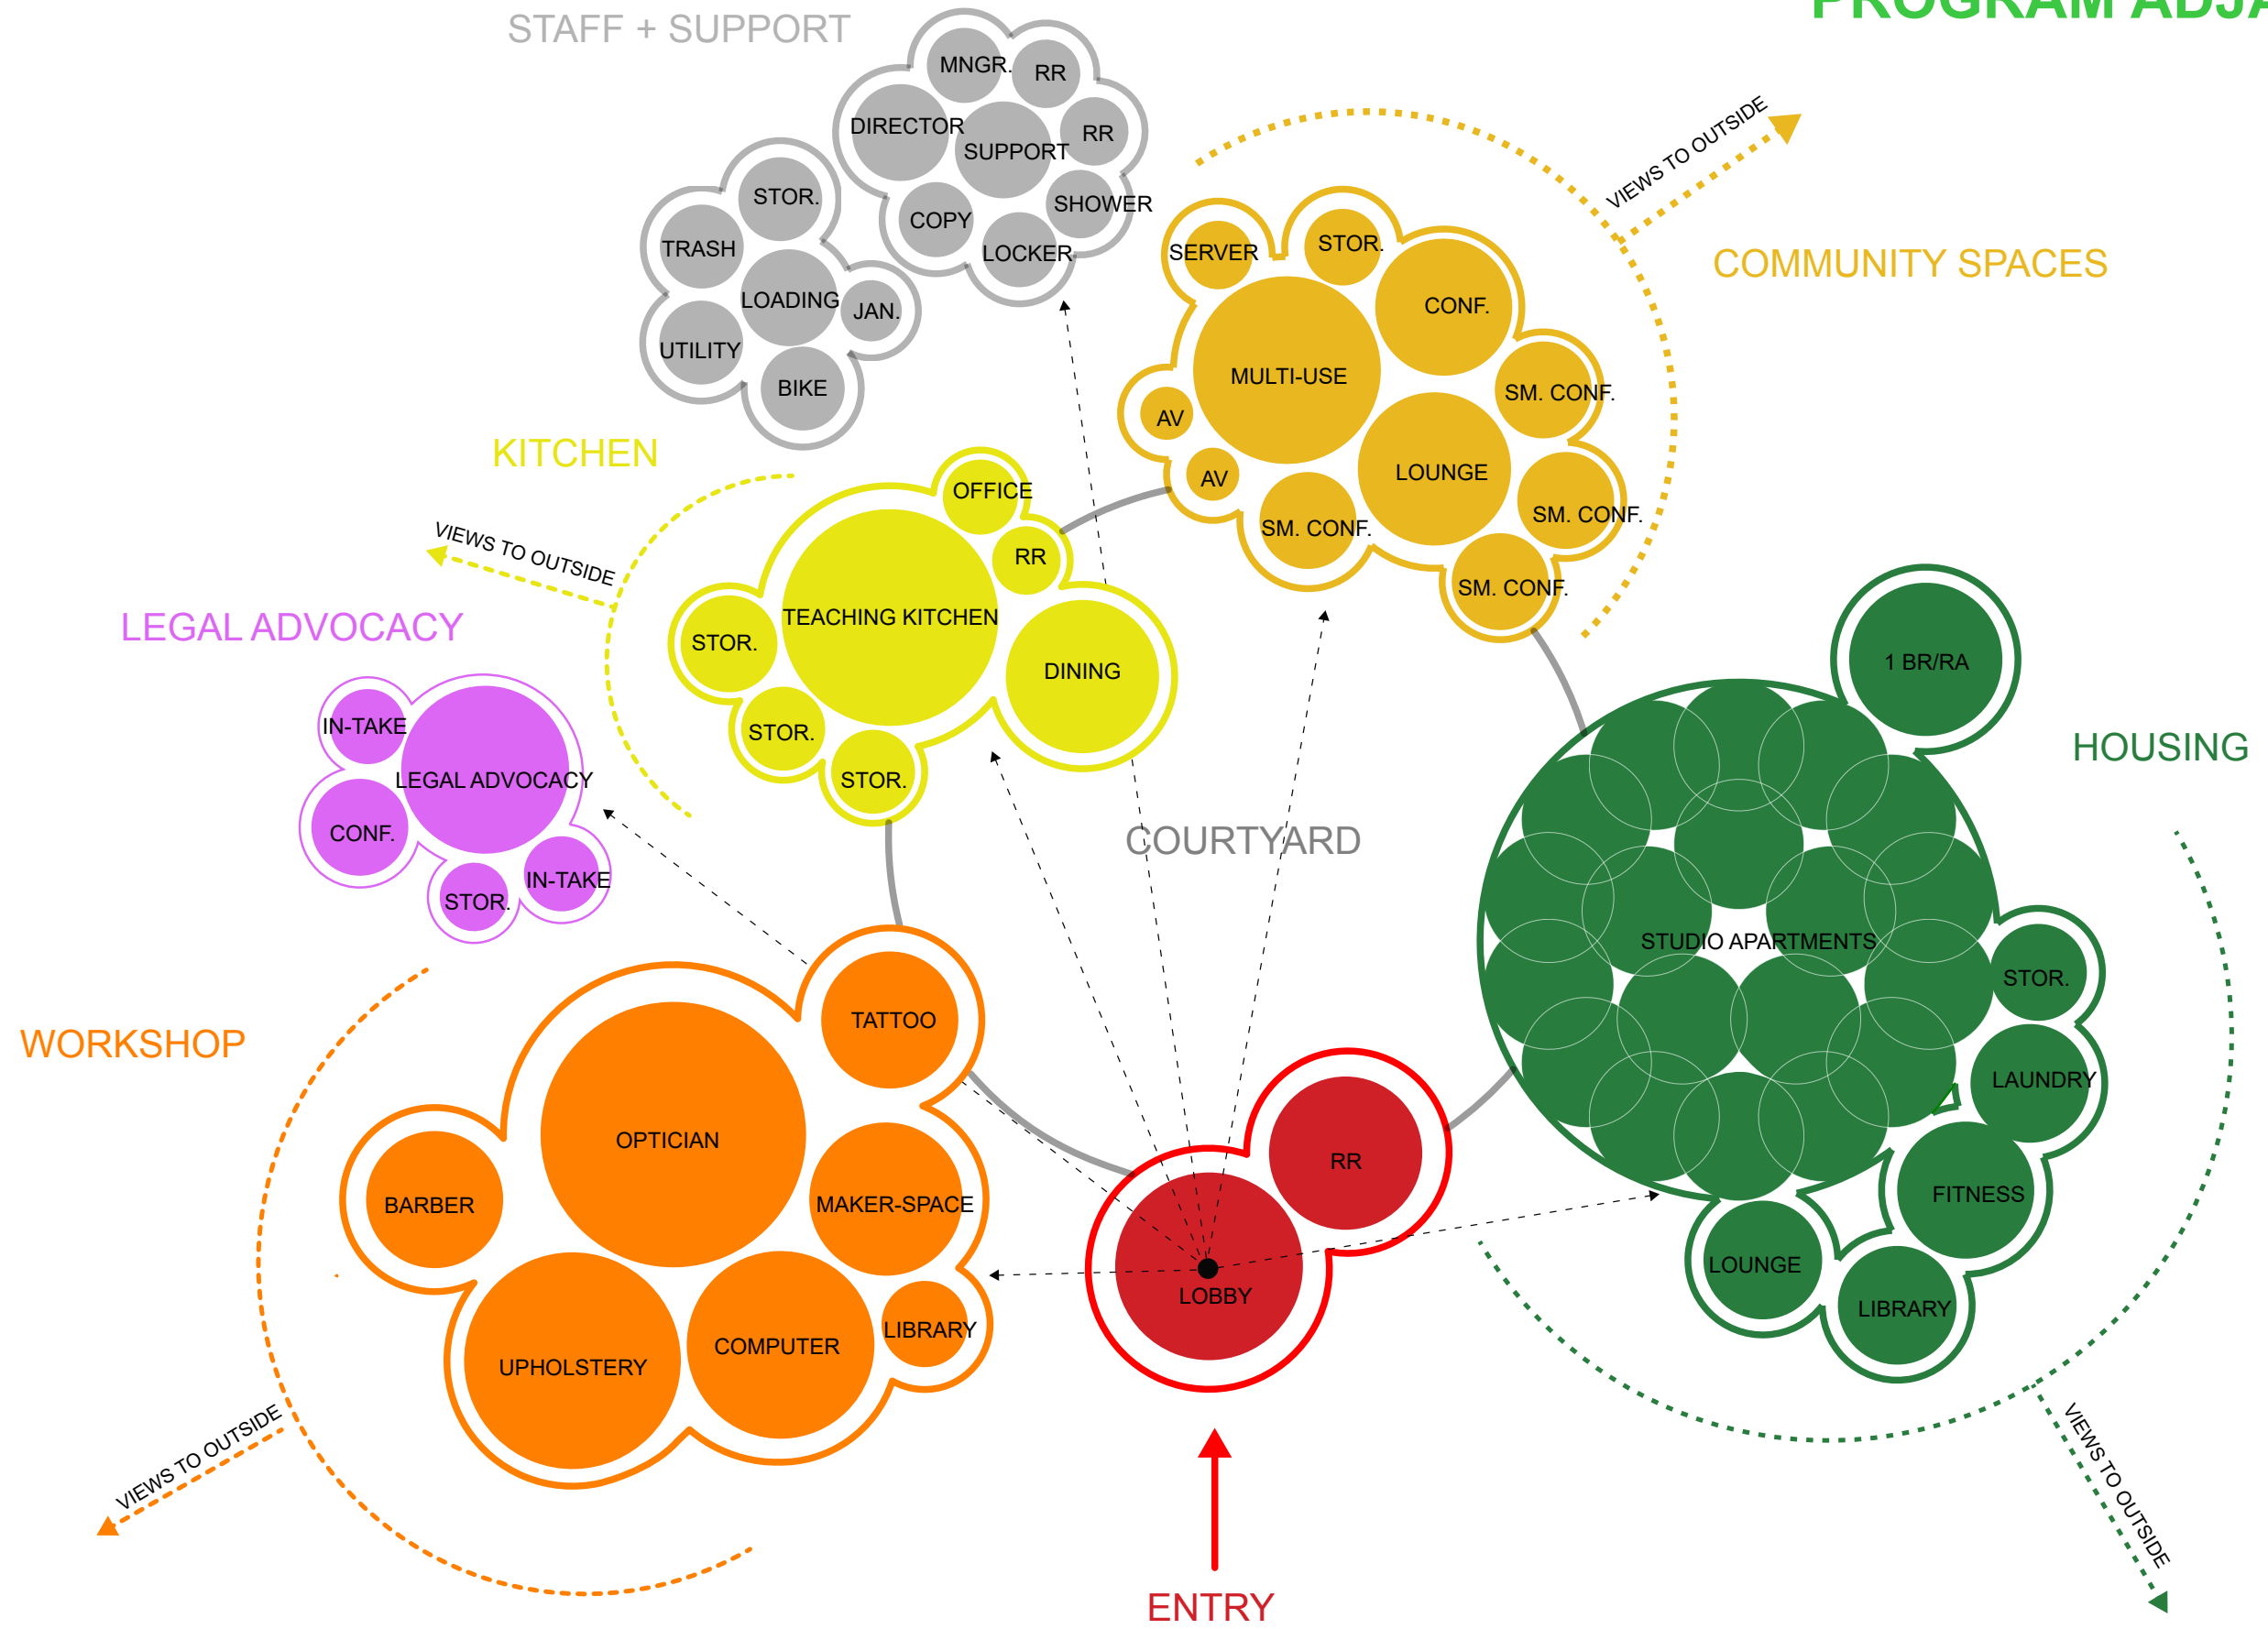 PROGRAM ADJA
STAFF + SUPPORT
MNGR.
RR
DIRECTOR
SUPPORT
RR
COPY
SHOWER
LOCKER
STOR.
TRASH
LOADING
JAN.
UTILITY
BIKE
VIEWS TO OUTSIDE
COMMUNITY SPACES
SERVER
STOR.
CONF.
MULTI-USE
SM. CONF.
AV
AV
LOUNGE
SM. CONF.
SM. CONF.
SM. CONF.
KITCHEN
VIEWS TO OUTSIDE
OFFICE
RR
TEACHING KITCHEN
STOR.
DINING
STOR.
STOR.
LEGAL ADVOCACY
IN-TAKE
LEGAL ADVOCACY
CONF.
IN-TAKE
STOR.
COURTYARD
HOUSING
1 BR/RA
STUDIO APARTMENTS
STOR.
LAUNDRY
FITNESS
LOUNGE
LIBRARY
VIEWS TO OUTSIDE
WORKSHOP
TATTOO
OPTICIAN
BARBER
MAKER-SPACE
LIBRARY
COMPUTER
UPHOLSTERY
VIEWS TO OUTSIDE
RR
LOBBY
ENTRY